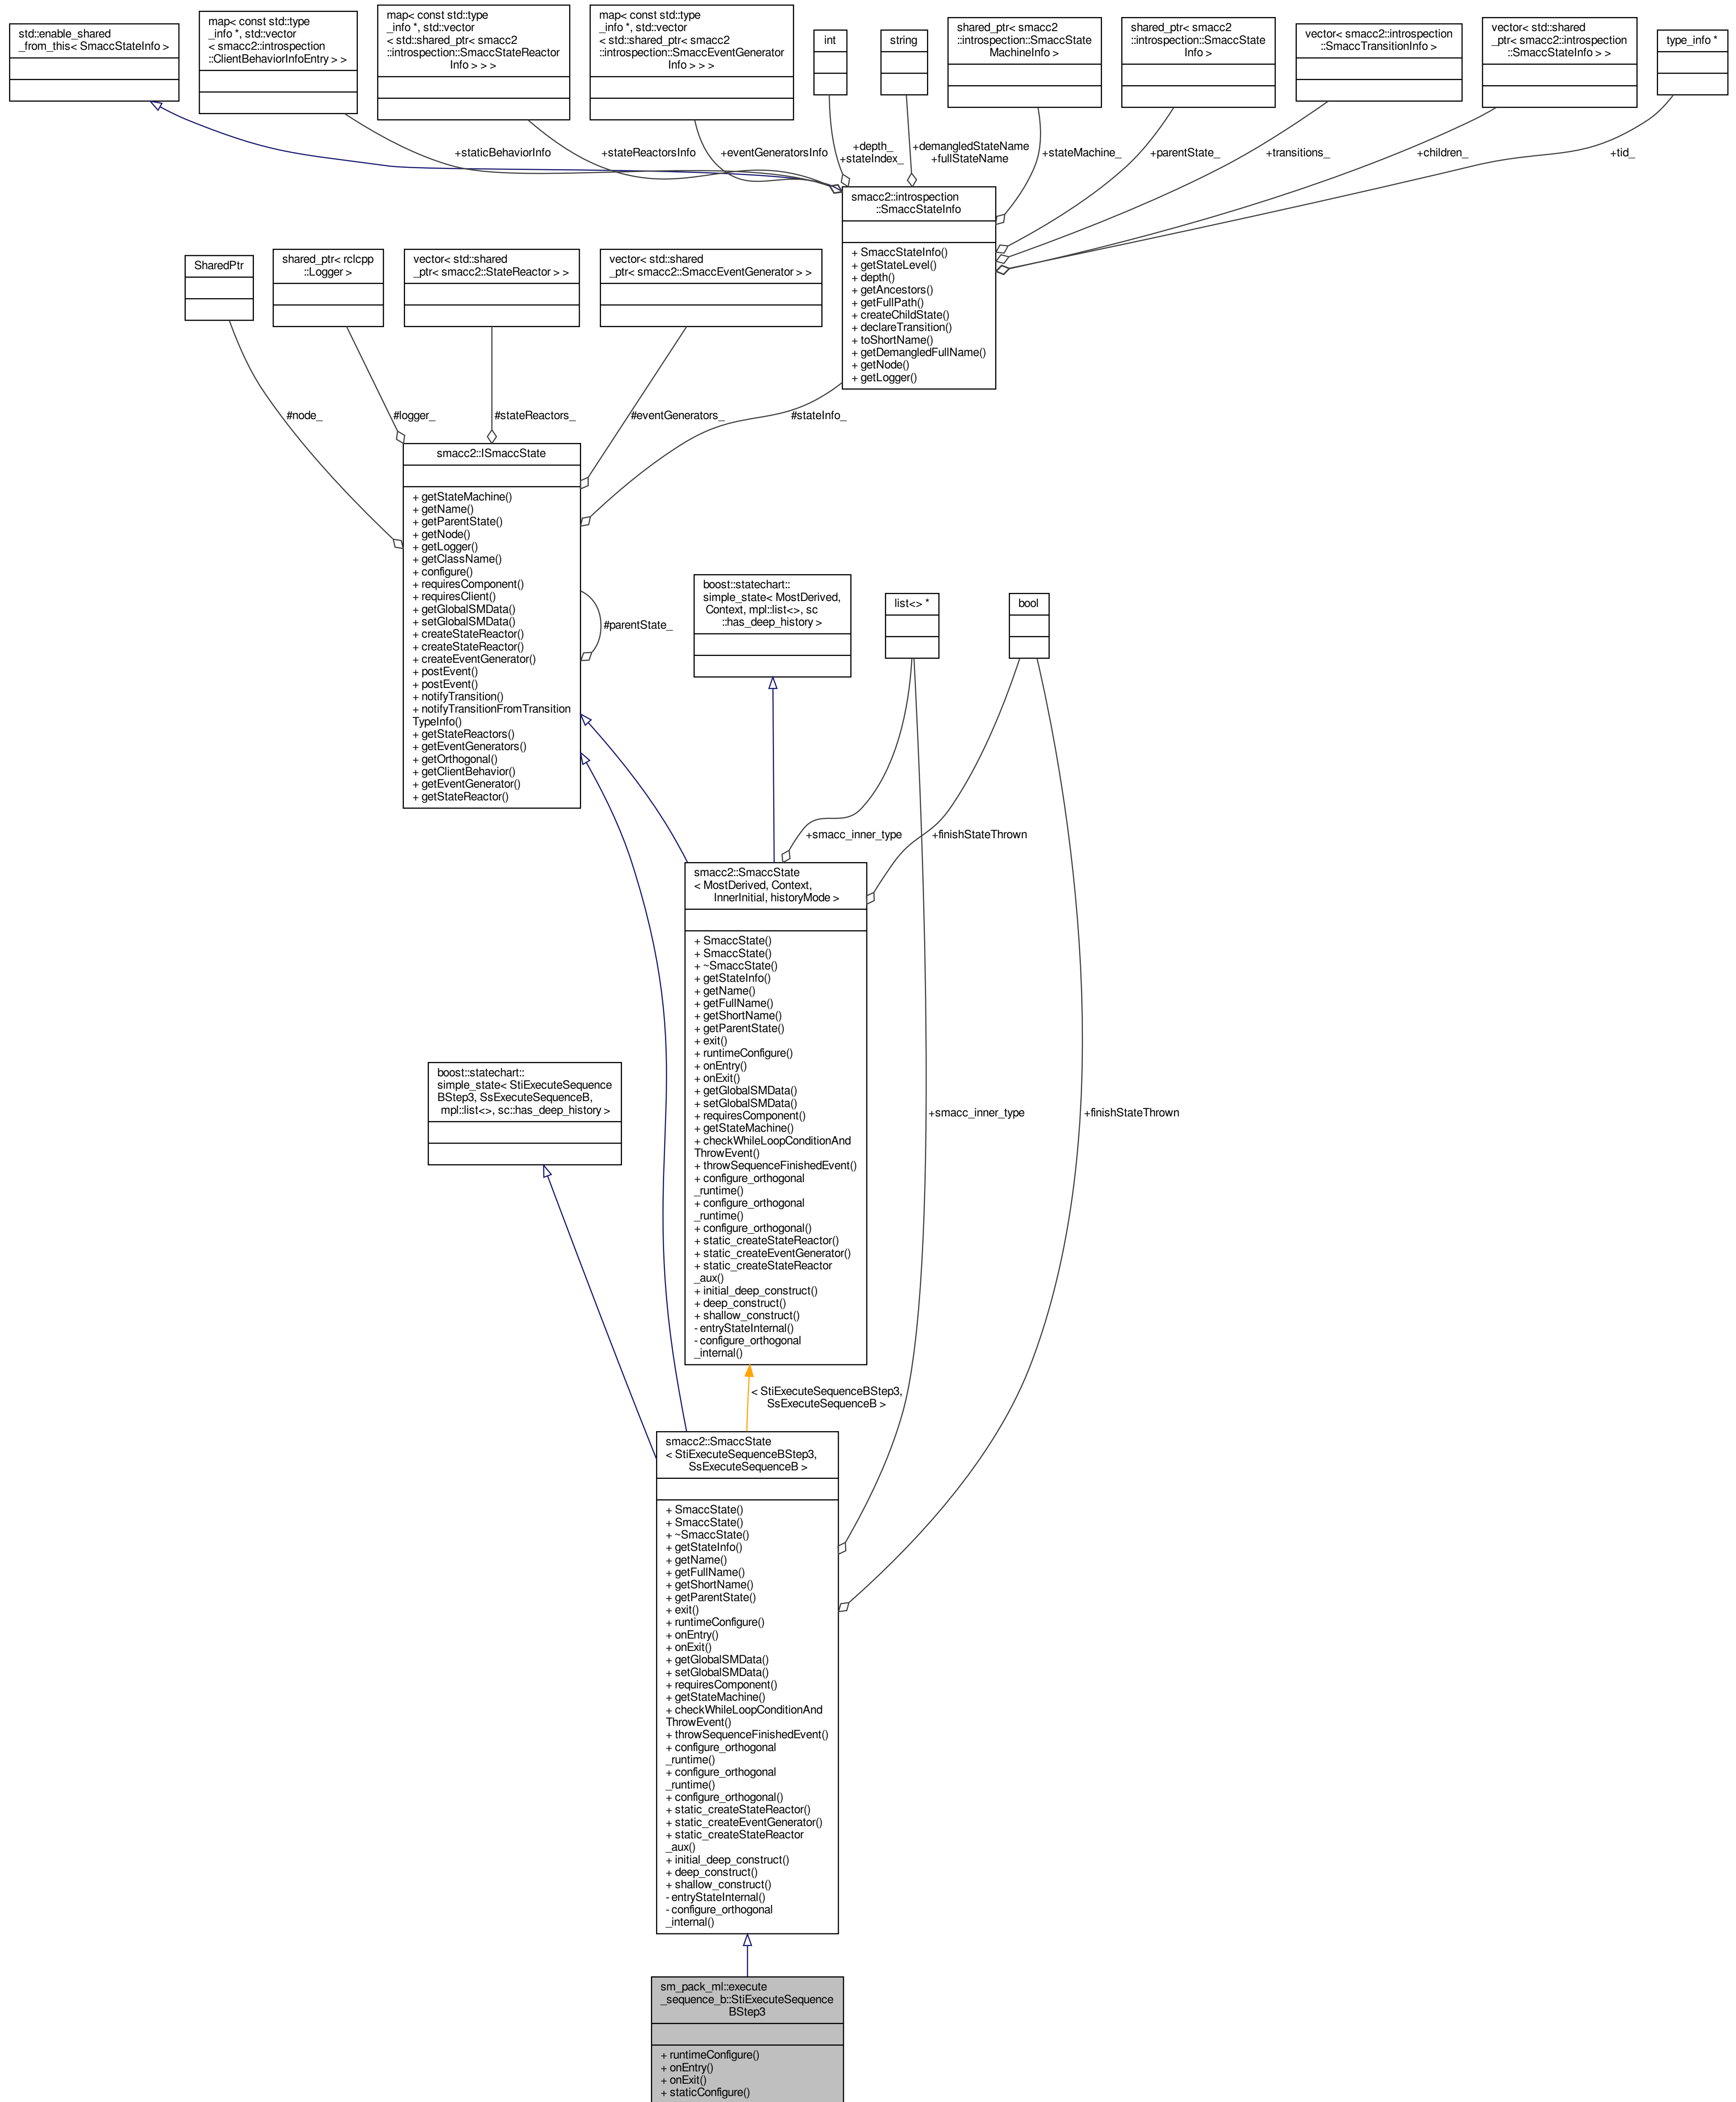 std::enable_shared
_from_this< SmaccStateInfo >
map< const std::type
_info *, std::vector
< smacc2::introspection
::ClientBehaviorInfoEntry > >
map< const std::type
_info *, std::vector
< std::shared_ptr< smacc2
::introspection::SmaccStateReactor
Info > > >
map< const std::type
_info *, std::vector
< std::shared_ptr< smacc2
::introspection::SmaccEventGenerator
Info > > >
int
string
shared_ptr< smacc2
::introspection::SmaccState
MachineInfo >
shared_ptr< smacc2
::introspection::SmaccState
Info >
vector< smacc2::introspection
::SmaccTransitionInfo >
vector< std::shared
_ptr< smacc2::introspection
::SmaccStateInfo > >
type_info *
+staticBehaviorInfo
+stateReactorsInfo
+eventGeneratorsInfo
+depth_
+stateIndex_
+demangledStateName
+fullStateName
+stateMachine_
+parentState_
+transitions_
+children_
+tid_
smacc2::introspection
::SmaccStateInfo
+ SmaccStateInfo()
+ getStateLevel()
+ depth()
+ getAncestors()
+ getFullPath()
+ createChildState()
+ declareTransition()
+ toShortName()
+ getDemangledFullName()
+ getNode()
+ getLogger()
SharedPtr
shared_ptr< rclcpp
::Logger >
vector< std::shared
_ptr< smacc2::StateReactor > >
vector< std::shared
_ptr< smacc2::SmaccEventGenerator > >
#node_
#logger_
#stateReactors_
#eventGenerators_
#stateInfo_
smacc2::ISmaccState
+ getStateMachine()
+ getName()
+ getParentState()
+ getNode()
+ getLogger()
+ getClassName()
+ configure()
+ requiresComponent()
+ requiresClient()
+ getGlobalSMData()
+ setGlobalSMData()
+ createStateReactor()
+ createStateReactor()
+ createEventGenerator()
+ postEvent()
+ postEvent()
+ notifyTransition()
+ notifyTransitionFromTransition
TypeInfo()
+ getStateReactors()
+ getEventGenerators()
+ getOrthogonal()
+ getClientBehavior()
+ getEventGenerator()
+ getStateReactor()
#parentState_
boost::statechart::
simple_state< MostDerived,
Context, mpl::list<>, sc
::has_deep_history >
list<> *
bool
+smacc_inner_type
+finishStateThrown
smacc2::SmaccState
< MostDerived, Context,
InnerInitial, historyMode >
+ SmaccState()
+ SmaccState()
+ ~SmaccState()
+ getStateInfo()
+ getName()
+ getFullName()
+ getShortName()
+ getParentState()
+ exit()
+ runtimeConfigure()
+ onEntry()
+ onExit()
+ getGlobalSMData()
+ setGlobalSMData()
+ requiresComponent()
+ getStateMachine()
+ checkWhileLoopConditionAnd
ThrowEvent()
+ throwSequenceFinishedEvent()
+ configure_orthogonal
_runtime()
+ configure_orthogonal
_runtime()
+ configure_orthogonal()
+ static_createStateReactor()
+ static_createEventGenerator()
+ static_createStateReactor
_aux()
+ initial_deep_construct()
+ deep_construct()
+ shallow_construct()
- entryStateInternal()
- configure_orthogonal
_internal()
boost::statechart::
simple_state< StiExecuteSequence
BStep3, SsExecuteSequenceB,
mpl::list<>, sc::has_deep_history >
+smacc_inner_type
+finishStateThrown
< StiExecuteSequenceBStep3,
SsExecuteSequenceB >
smacc2::SmaccState
< StiExecuteSequenceBStep3,
SsExecuteSequenceB >
+ SmaccState()
+ SmaccState()
+ ~SmaccState()
+ getStateInfo()
+ getName()
+ getFullName()
+ getShortName()
+ getParentState()
+ exit()
+ runtimeConfigure()
+ onEntry()
+ onExit()
+ getGlobalSMData()
+ setGlobalSMData()
+ requiresComponent()
+ getStateMachine()
+ checkWhileLoopConditionAnd
ThrowEvent()
+ throwSequenceFinishedEvent()
+ configure_orthogonal
_runtime()
+ configure_orthogonal
_runtime()
+ configure_orthogonal()
+ static_createStateReactor()
+ static_createEventGenerator()
+ static_createStateReactor
_aux()
+ initial_deep_construct()
+ deep_construct()
+ shallow_construct()
- entryStateInternal()
- configure_orthogonal
_internal()
sm_pack_ml::execute
_sequence_b::StiExecuteSequence
BStep3
+ runtimeConfigure()
+ onEntry()
+ onExit()
+ staticConfigure()